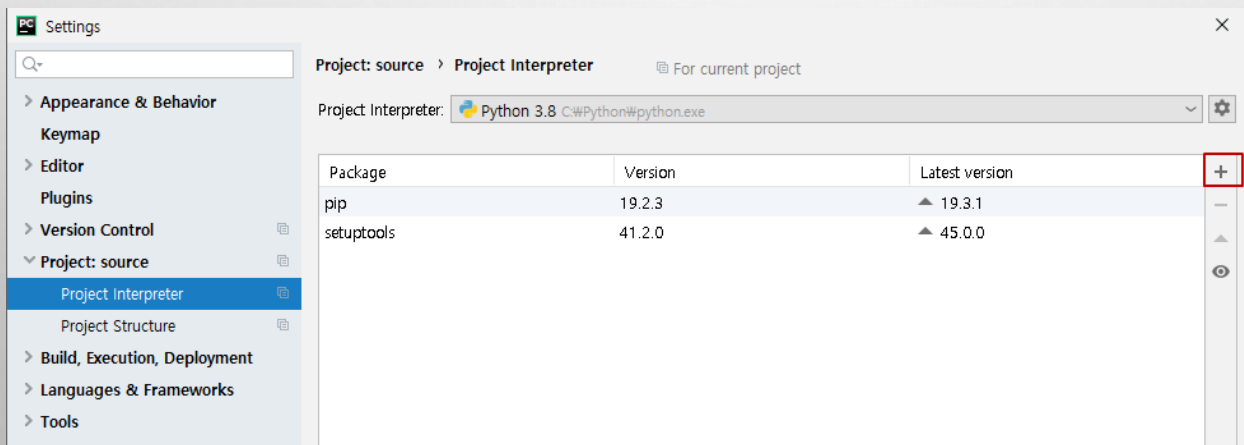 PC Settings
Project: source > Project Interpreter For current project
Project Interpreter: Python 3.8 C:₩Python₩python.exe
Appearance & Behavior
Keymap
Editor
Plugins
Version Control
Project: source
Project Interpreter
Project Structure
Build, Execution, Deployment
Languages & Frameworks
Tools
Package Version Latest version
pip 19.2.3 19.3.1
setuptools 41.2.0 45.0.0